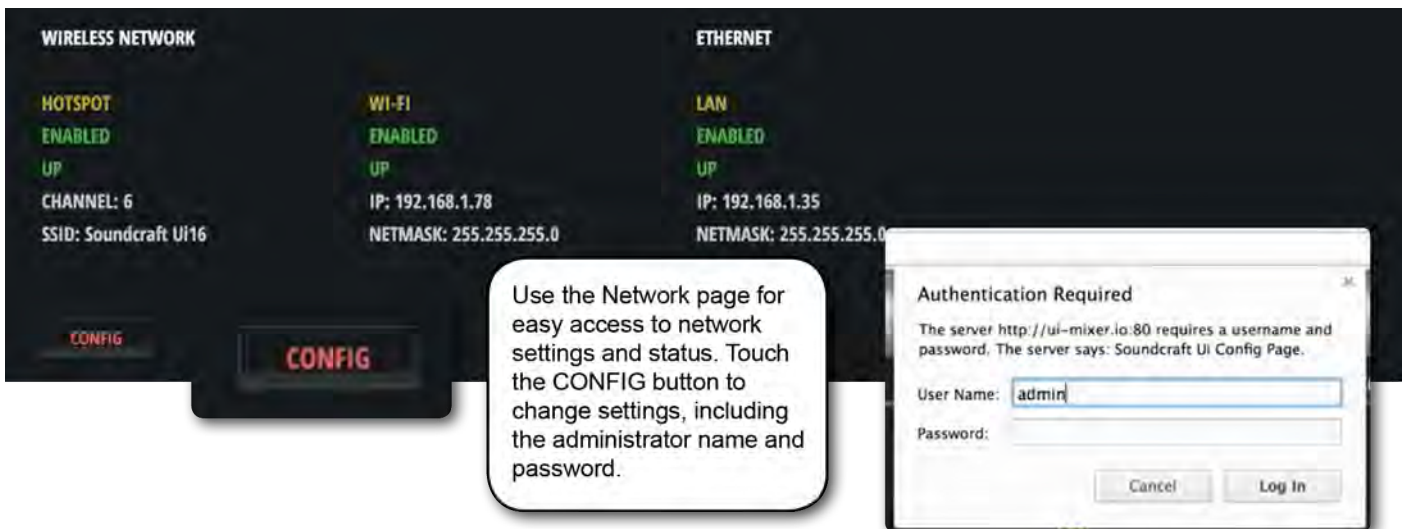 WIRELESS NETWORK
ETHERNET
HOTSPOT
WI-FI
LAN
ENABLED
ENABLED
ENABLED
UP
UP
UP
CHANNEL: 6
IP: 192.168.1.78
IP: 192.168.1.35
SSID: Soundcraft Ui16
NETMASK: 255.255.255.0
NETMASK: 255.255.255.0
CONFIG
CONFIG
Use the Network page for
easy access to network
settings and status. Touch
the CONFIG button to
change settings, including
the administrator name and
password.
Authentication Required
The server http://ui-mixer.io:80 requires a username and
password. The server says: Soundcraft Ui Config Page.
User Name: admin
Password:
Cancel Log In